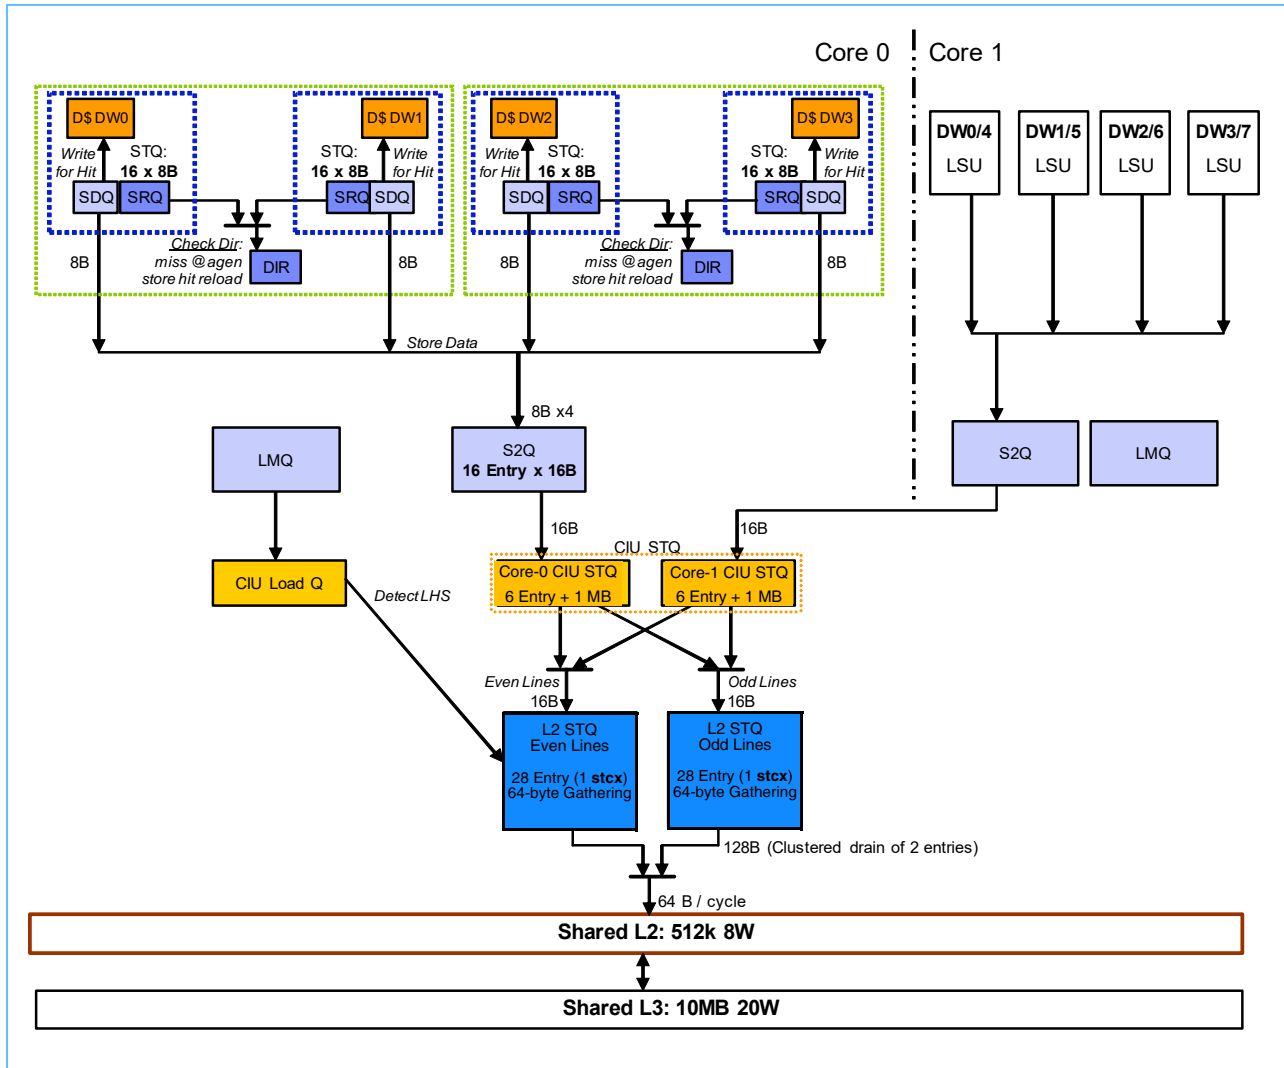 Core 0
Core 1
D$ DW0
D$ DW1
D$ DW2
D$ DW3
Write
for Hit
STQ:
16 x 8B
STQ:
16 x 8B
Write
for Hit
Write
for Hit
STQ:
16 x 8B
STQ:
16 x 8B
Write
for Hit
SDQ
SRQ
SRQ
SDQ
SDQ
SRQ
SRQ
SDQ
DW0/4
LSU
DW1/5
LSU
DW2/6
LSU
DW3/7
LSU
8B
Check Dir:
miss @agen
store hit reload
DIR
8B
8B
Check Dir:
miss @agen
store hit reload
DIR
8B
Store Data
8B x4
LMQ
S2Q
16 Entry x 16B
S2Q
LMQ
16B
16B
CIU STQ
CIU Load Q
Core-0 CIU STQ
6 Entry + 1 MB
Core-1 CIU STQ
6 Entry + 1 MB
Detect LHS
Even Lines
Odd Lines
16B
16B
L2 STQ
Even Lines
28 Entry (1 stcx)
64-byte Gathering
L2 STQ
Odd Lines
28 Entry (1 stcx)
64-byte Gathering
128B (Clustered drain of 2 entries)
64 B / cycle
Shared L2: 512k 8W
Shared L3: 10MB 20W